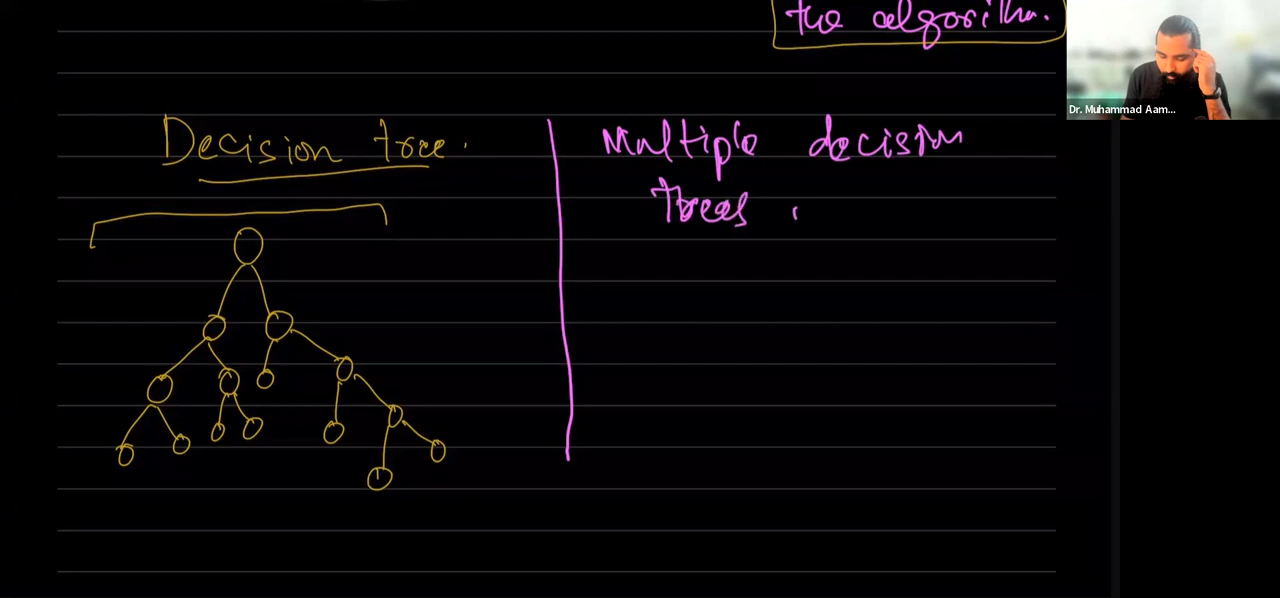 the algorithm.
Dr. Muhammad Aam...
Decision tree.
Multiple decision
trees